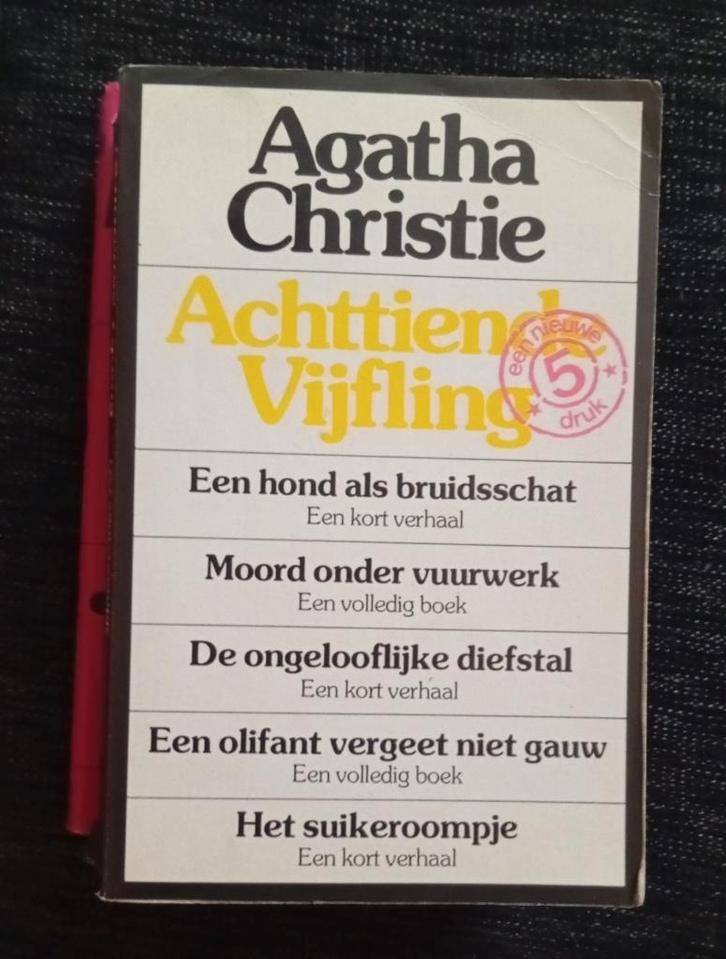 Agatha
Christie
Achttiende
Vijfling
een nieuwe
5
druk
Een hond als bruidsschat
Een kort verhaal
Moord onder vuurwerk
Een volledig boek
De ongelooflijke diefstal
Een kort verhaal
Een olifant vergeet niet gauw
Een volledig boek
Het suikeroompje
Een kort verhaal